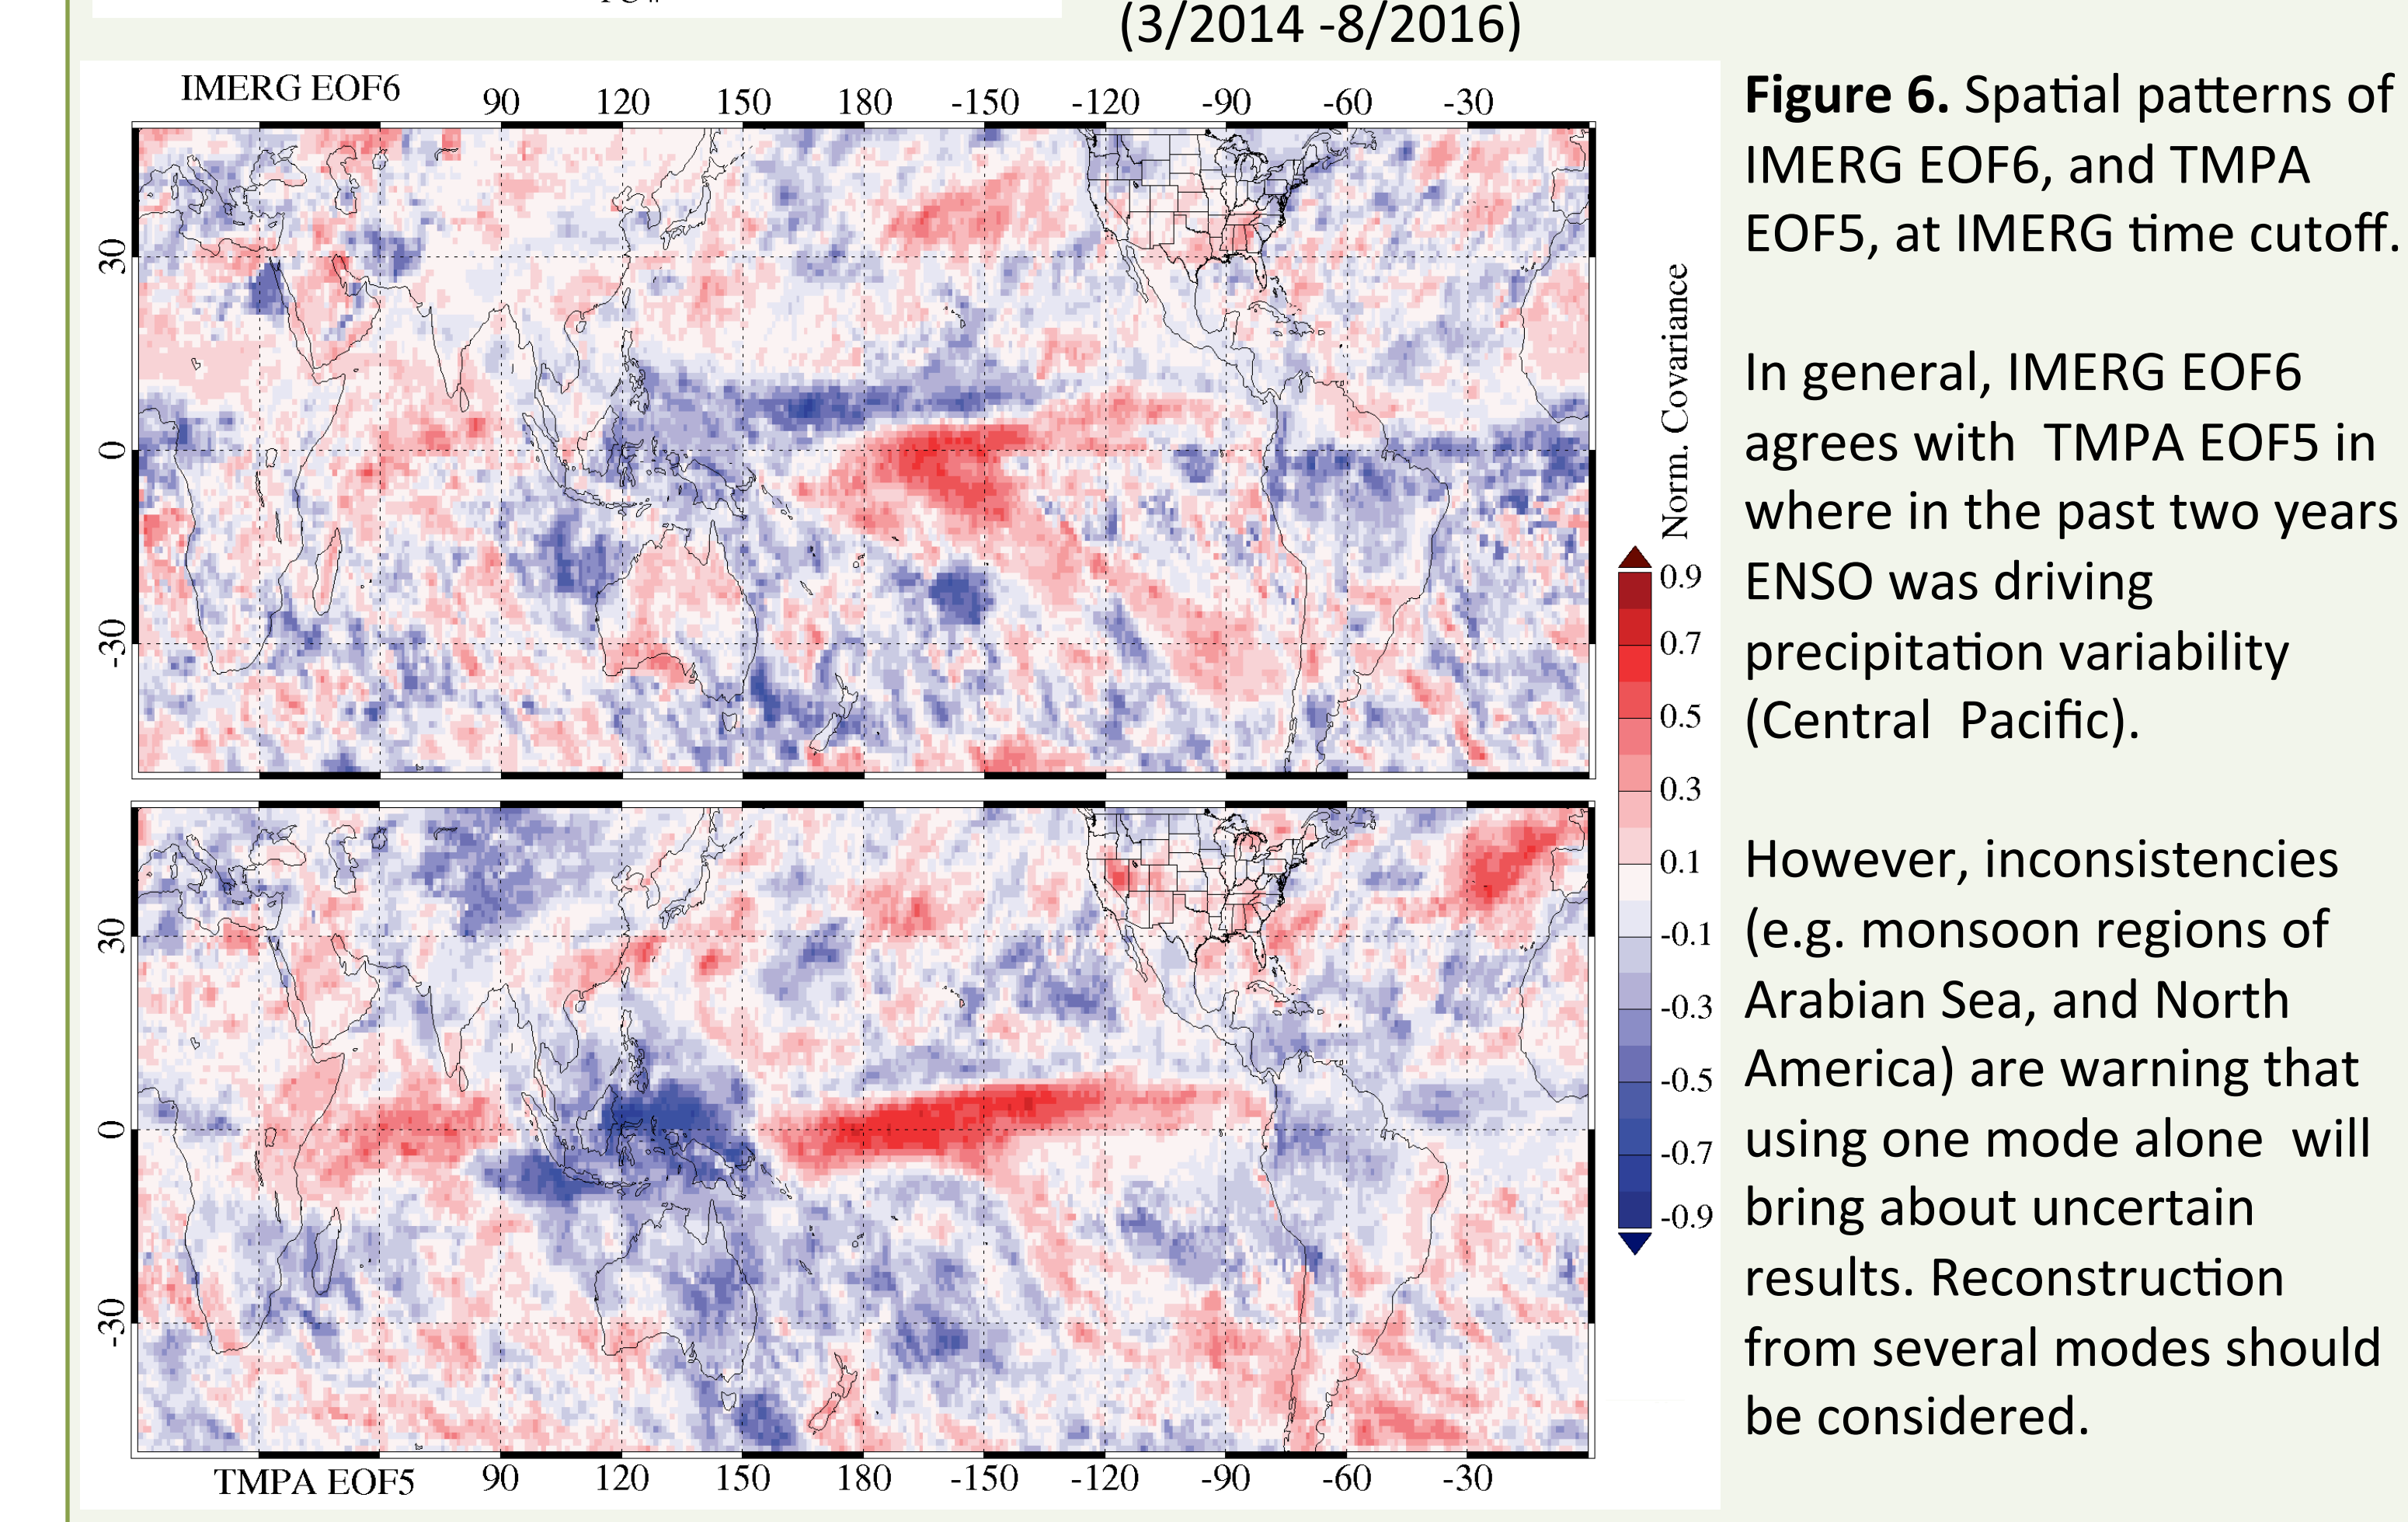 (3/2014 -8/2016)
IMERG EOF6
90 120 150 180 -150 -120 -90 -60 -30
30
0
-30
30
0
-30
TMPA EOF5
90 120 150 180 -150 -120 -90 -60 -30
Norm. Covariance
0.9
0.7
0.5
0.3
0.1
-0.1
-0.3
-0.5
-0.7
-0.9
Figure 6. Spatial patterns of
IMERG EOF6, and TMPA
EOF5, at IMERG time cutoff.
In general, IMERG EOF6
agrees with TMPA EOF5 in
where in the past two years
ENSO was driving
precipitation variability
(Central Pacific).
However, inconsistencies
(e.g. monsoon regions of
Arabian Sea, and North
America) are warning that
using one mode alone will
bring about uncertain
results. Reconstruction
from several modes should
be considered.